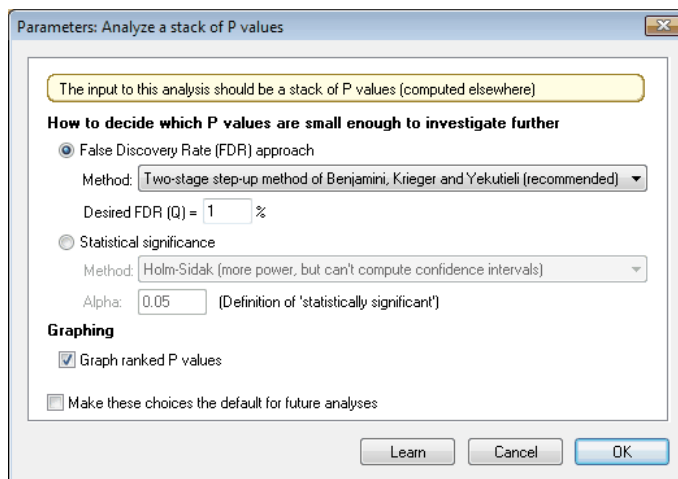 Parameters: Analyze a stack of P values
The input to this analysis should be a stack of P values (computed elsewhere)
How to decide which P values are small enough to investigate further
False Discovery Rate (FDR) approach
Method: Two-stage step-up method of Benjamini, Krieger and Yekutieli (recommended)
Desired FDR (Q) = 1 %
Statistical significance
Method: Holm-Sidak (more power, but can't compute confidence intervals)
Alpha: 0.05 (Definition of 'statistically significant')
Graphing
Graph ranked P values
Make these choices the default for future analyses
Learn Cancel OK